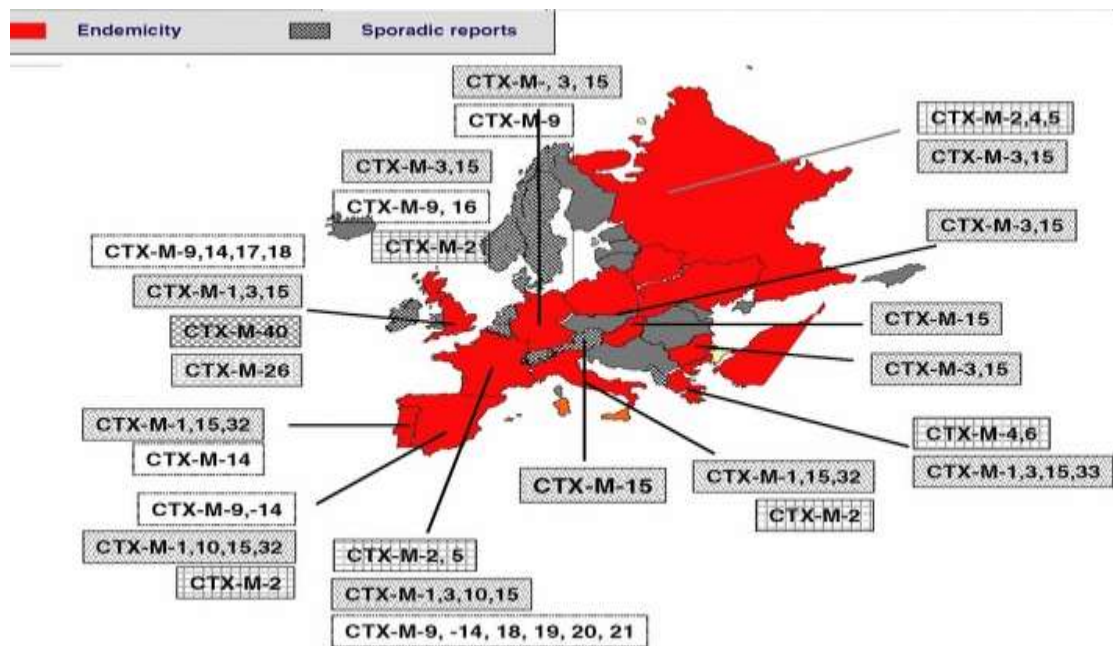 Endemicity Sporadic reports
CTX-M-, 3, 15
CTX-M-9
CTX-M-2,4,5
CTX-M-3,15
CTX-M-3,15
CTX-M-9, 16
CTX-M-2
CTX-M-3,15
CTX-M-9,14,17,18
CTX-M-1,3,15
CTX-M-40
CTX-M-26
CTX-M-15
CTX-M-3,15
CTX-M-1,15,32
CTX-M-14
CTX-M-4,6
CTX-M-1,3,15,33
CTX-M-15
CTX-M-1,15,32
CTX-M-2
CTX-M-9,-14
CTX-M-1,10,15,32
CTX-M-2
CTX-M-2, 5
CTX-M-1,3,10,15
CTX-M-9, -14, 18, 19, 20, 21